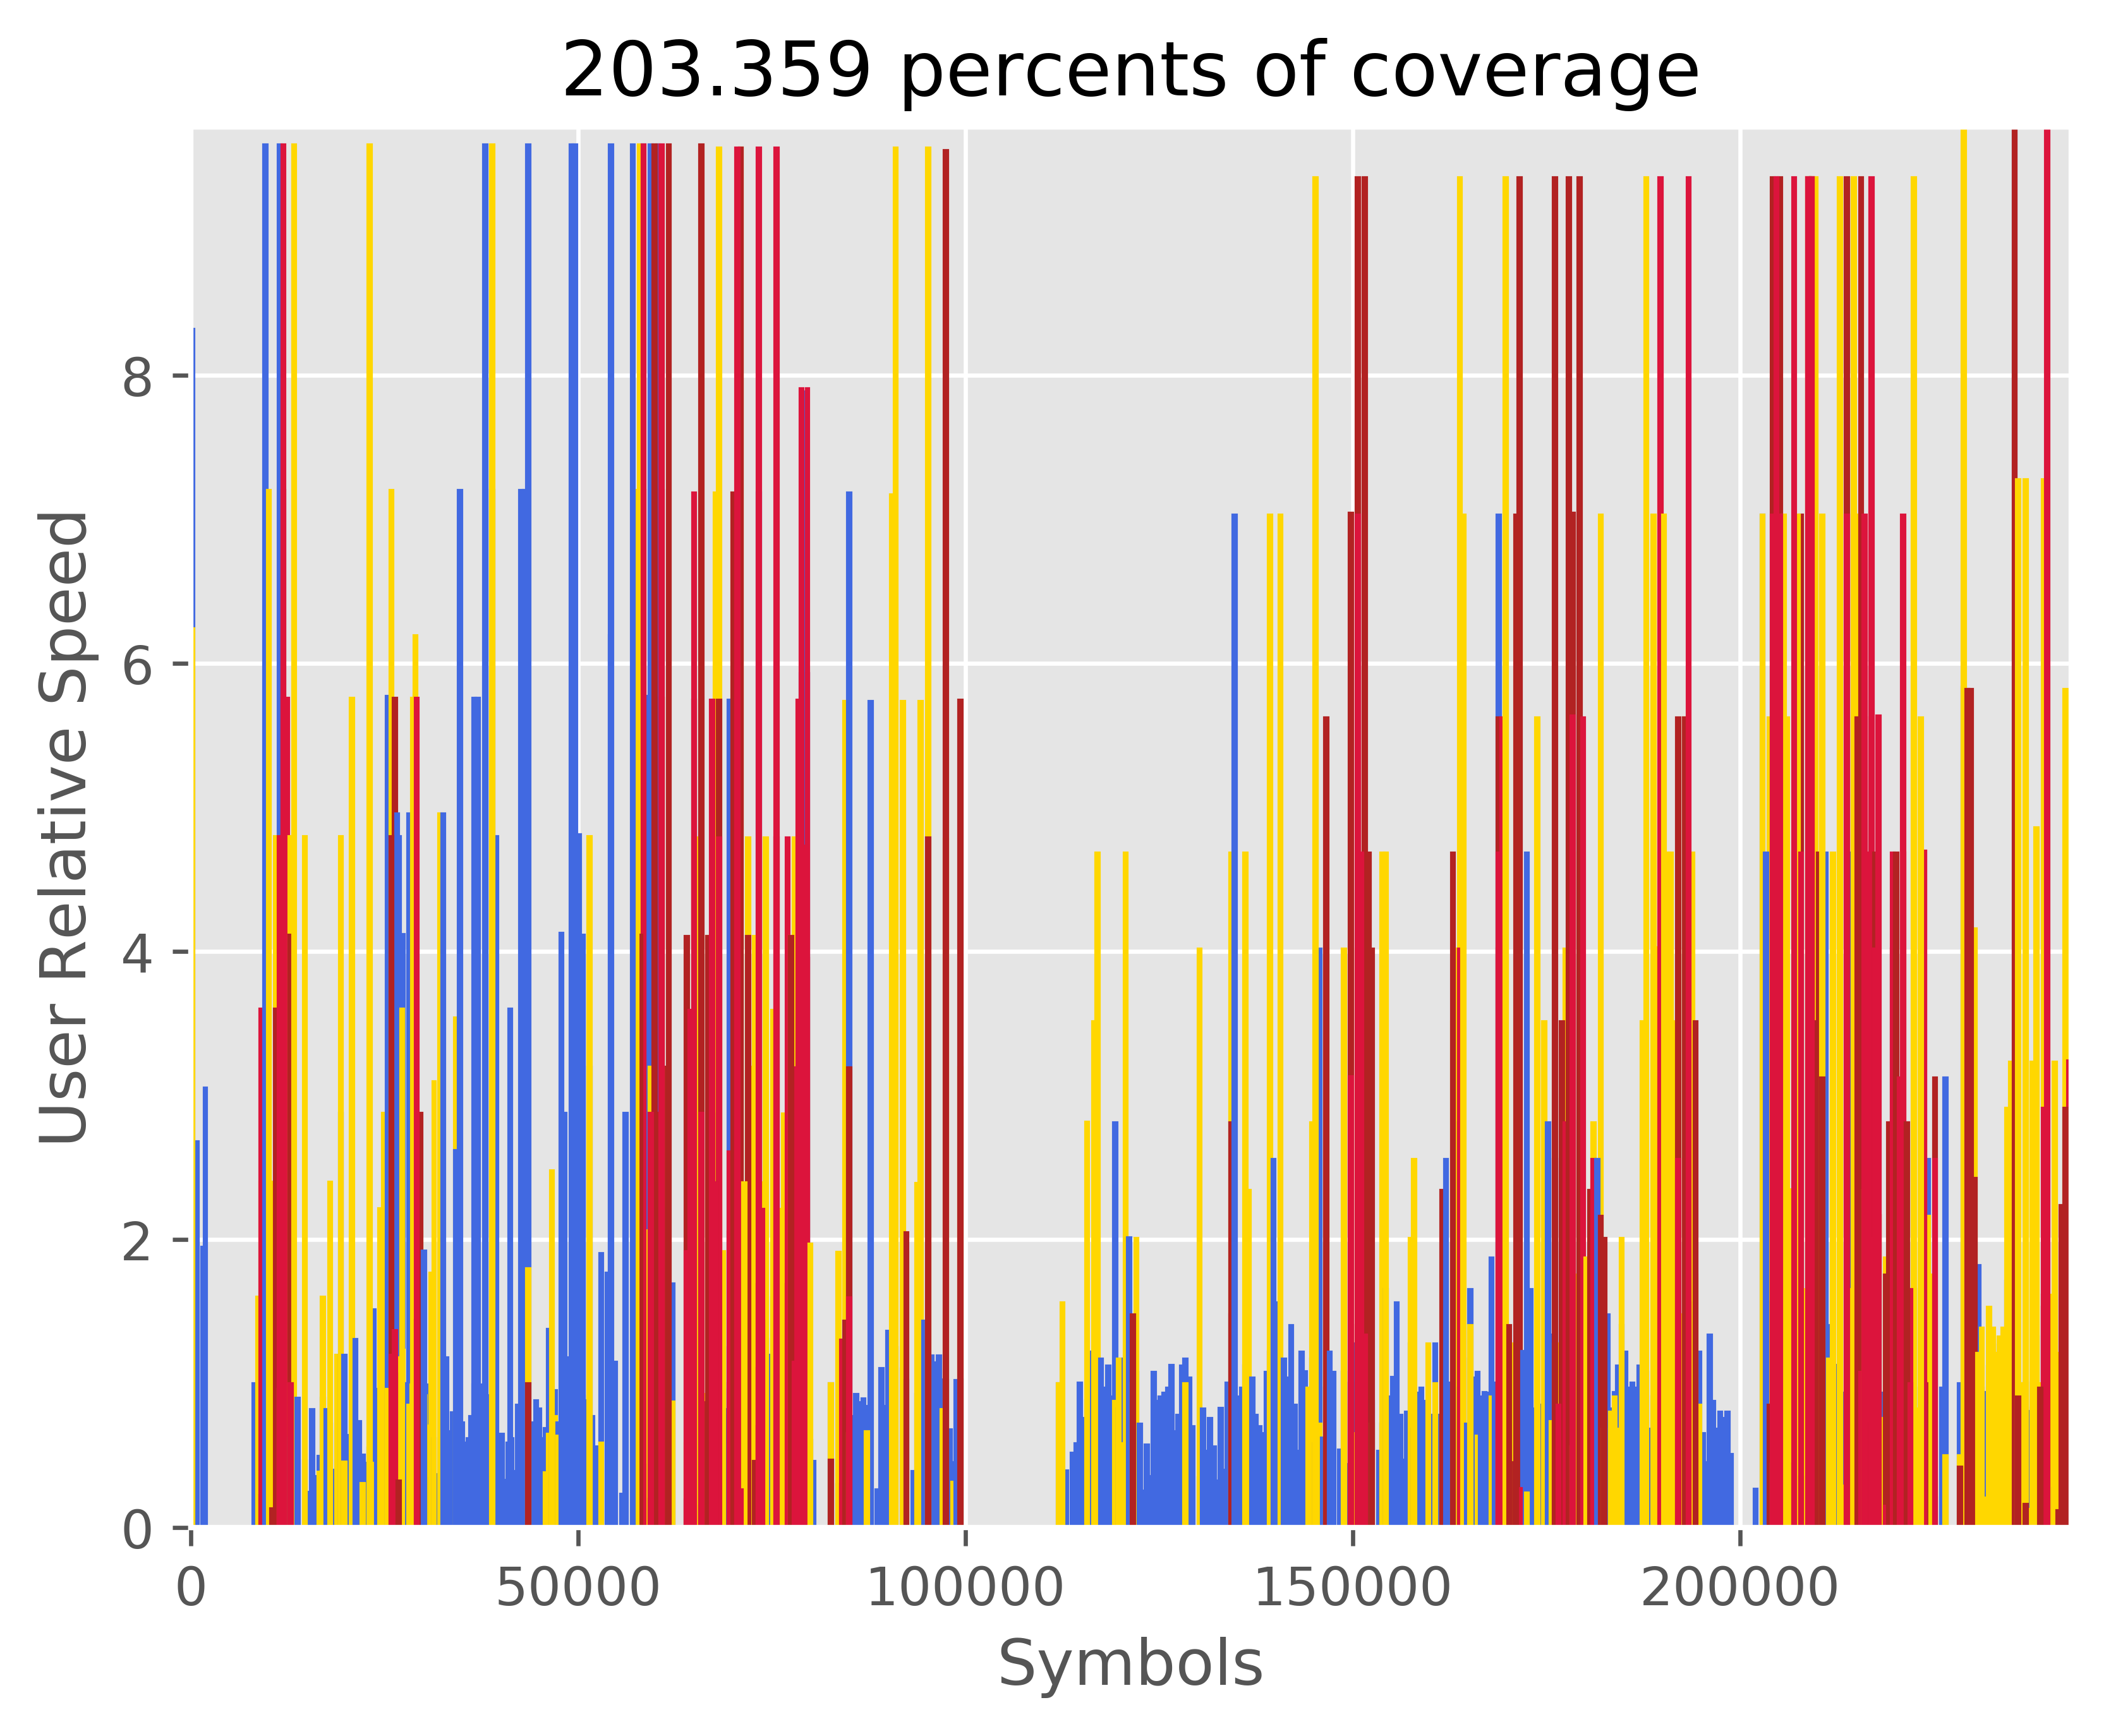 203.359 percents of coverage
User Relative Speed
8
6
4
2
0
0 50000 100000 150000 200000
Symbols